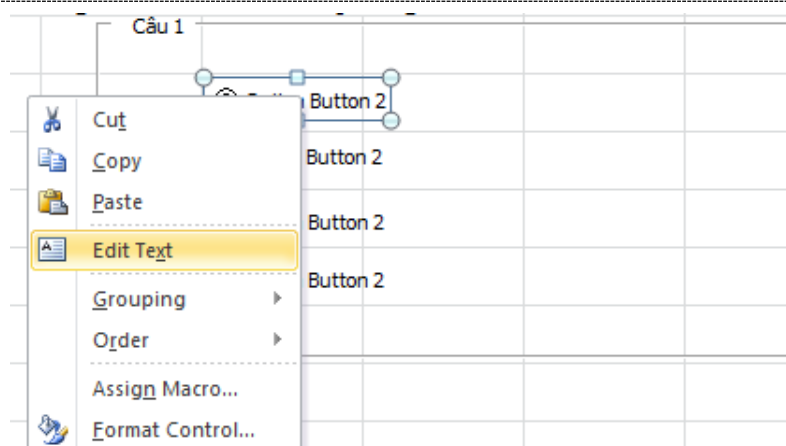 Câu 1
Button 2
Cut
Copy
Button 2
Paste
Button 2
Edit Text
Button 2
Grouping
Order
Assign Macro...
Format Control...